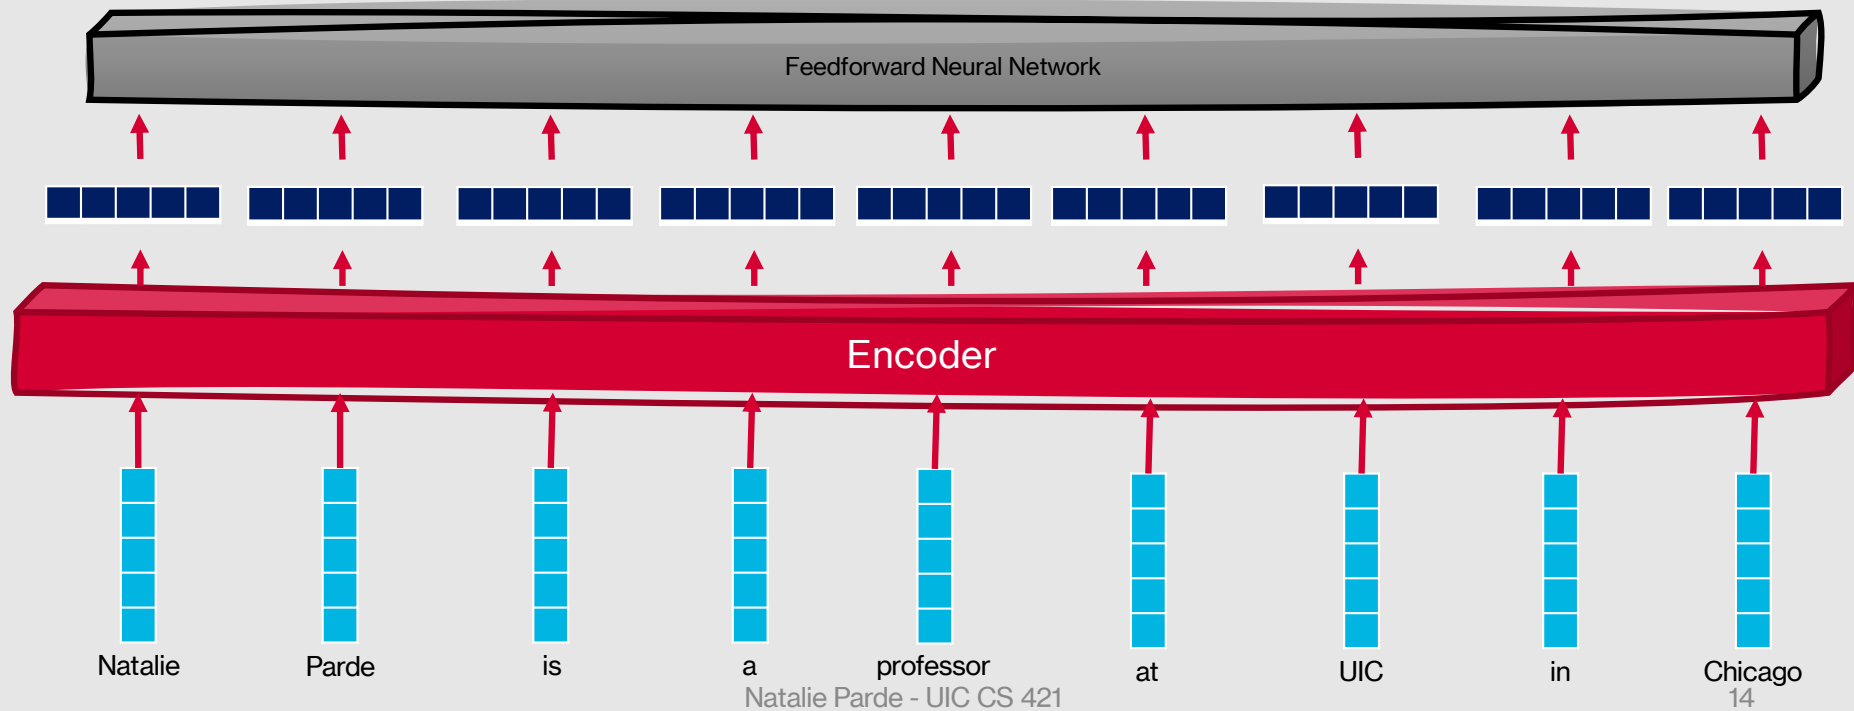 Feedforward Neural Network
Encoder
Natalie Parde is a professor at UIC in Chicago
Natalie Parde - UIC CS 421 14